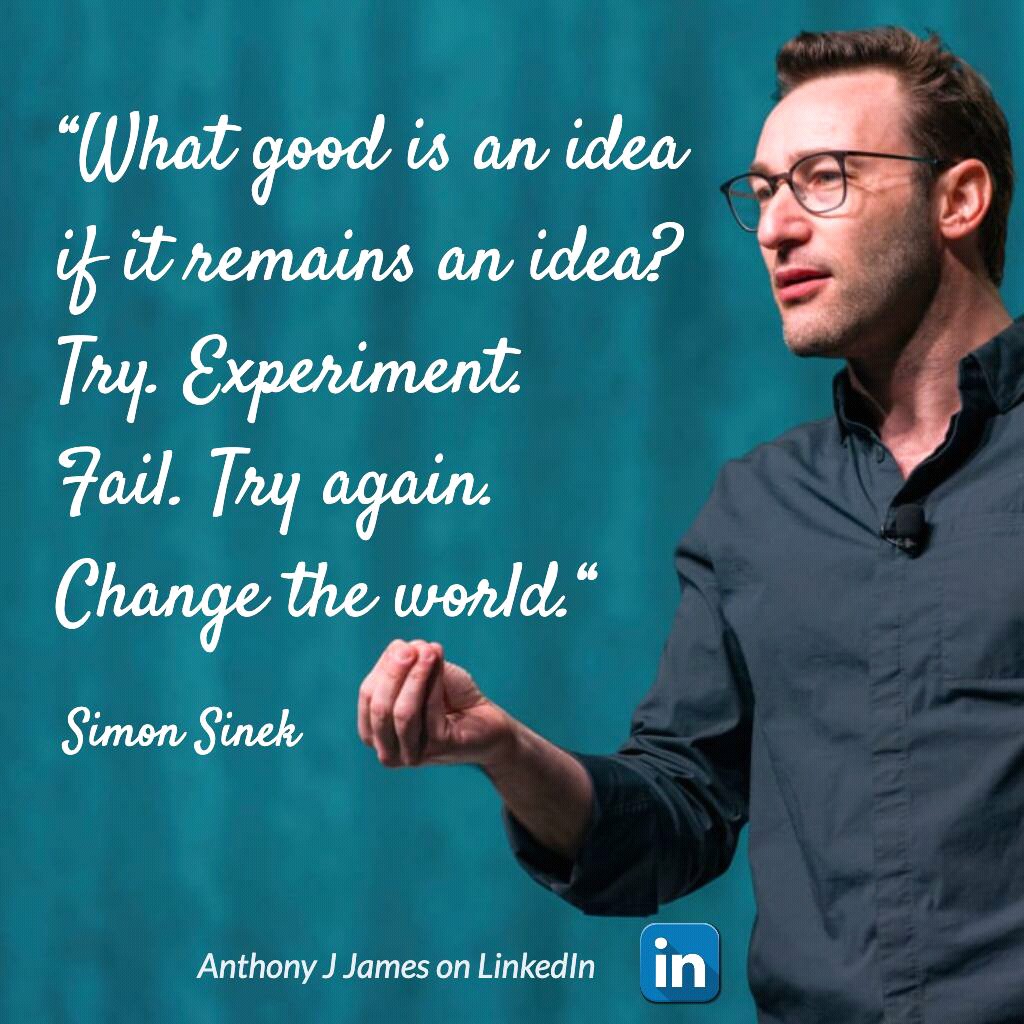 “What good is an idea
if it remains an idea?
Try. Experiment.
Fail. Try again.
Change the world.“
Simon Sinek
Anthony J James on LinkedIn
in